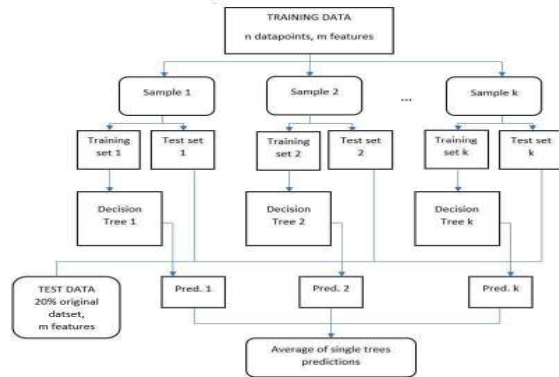 TRAINING DATA
n datapoints, m features
Sample 1
Sample 2
...
Sample k
Training
set 1
Test set
1
Training
set 2
Test set
2
Training
set k
Test set
k
Decision
Tree 1
Decision
Tree 2
Decision
Tree k
TEST DATA
20% original
datset,
m features
Pred. 1
Pred. 2
Pred. k
Average of single trees
predictions